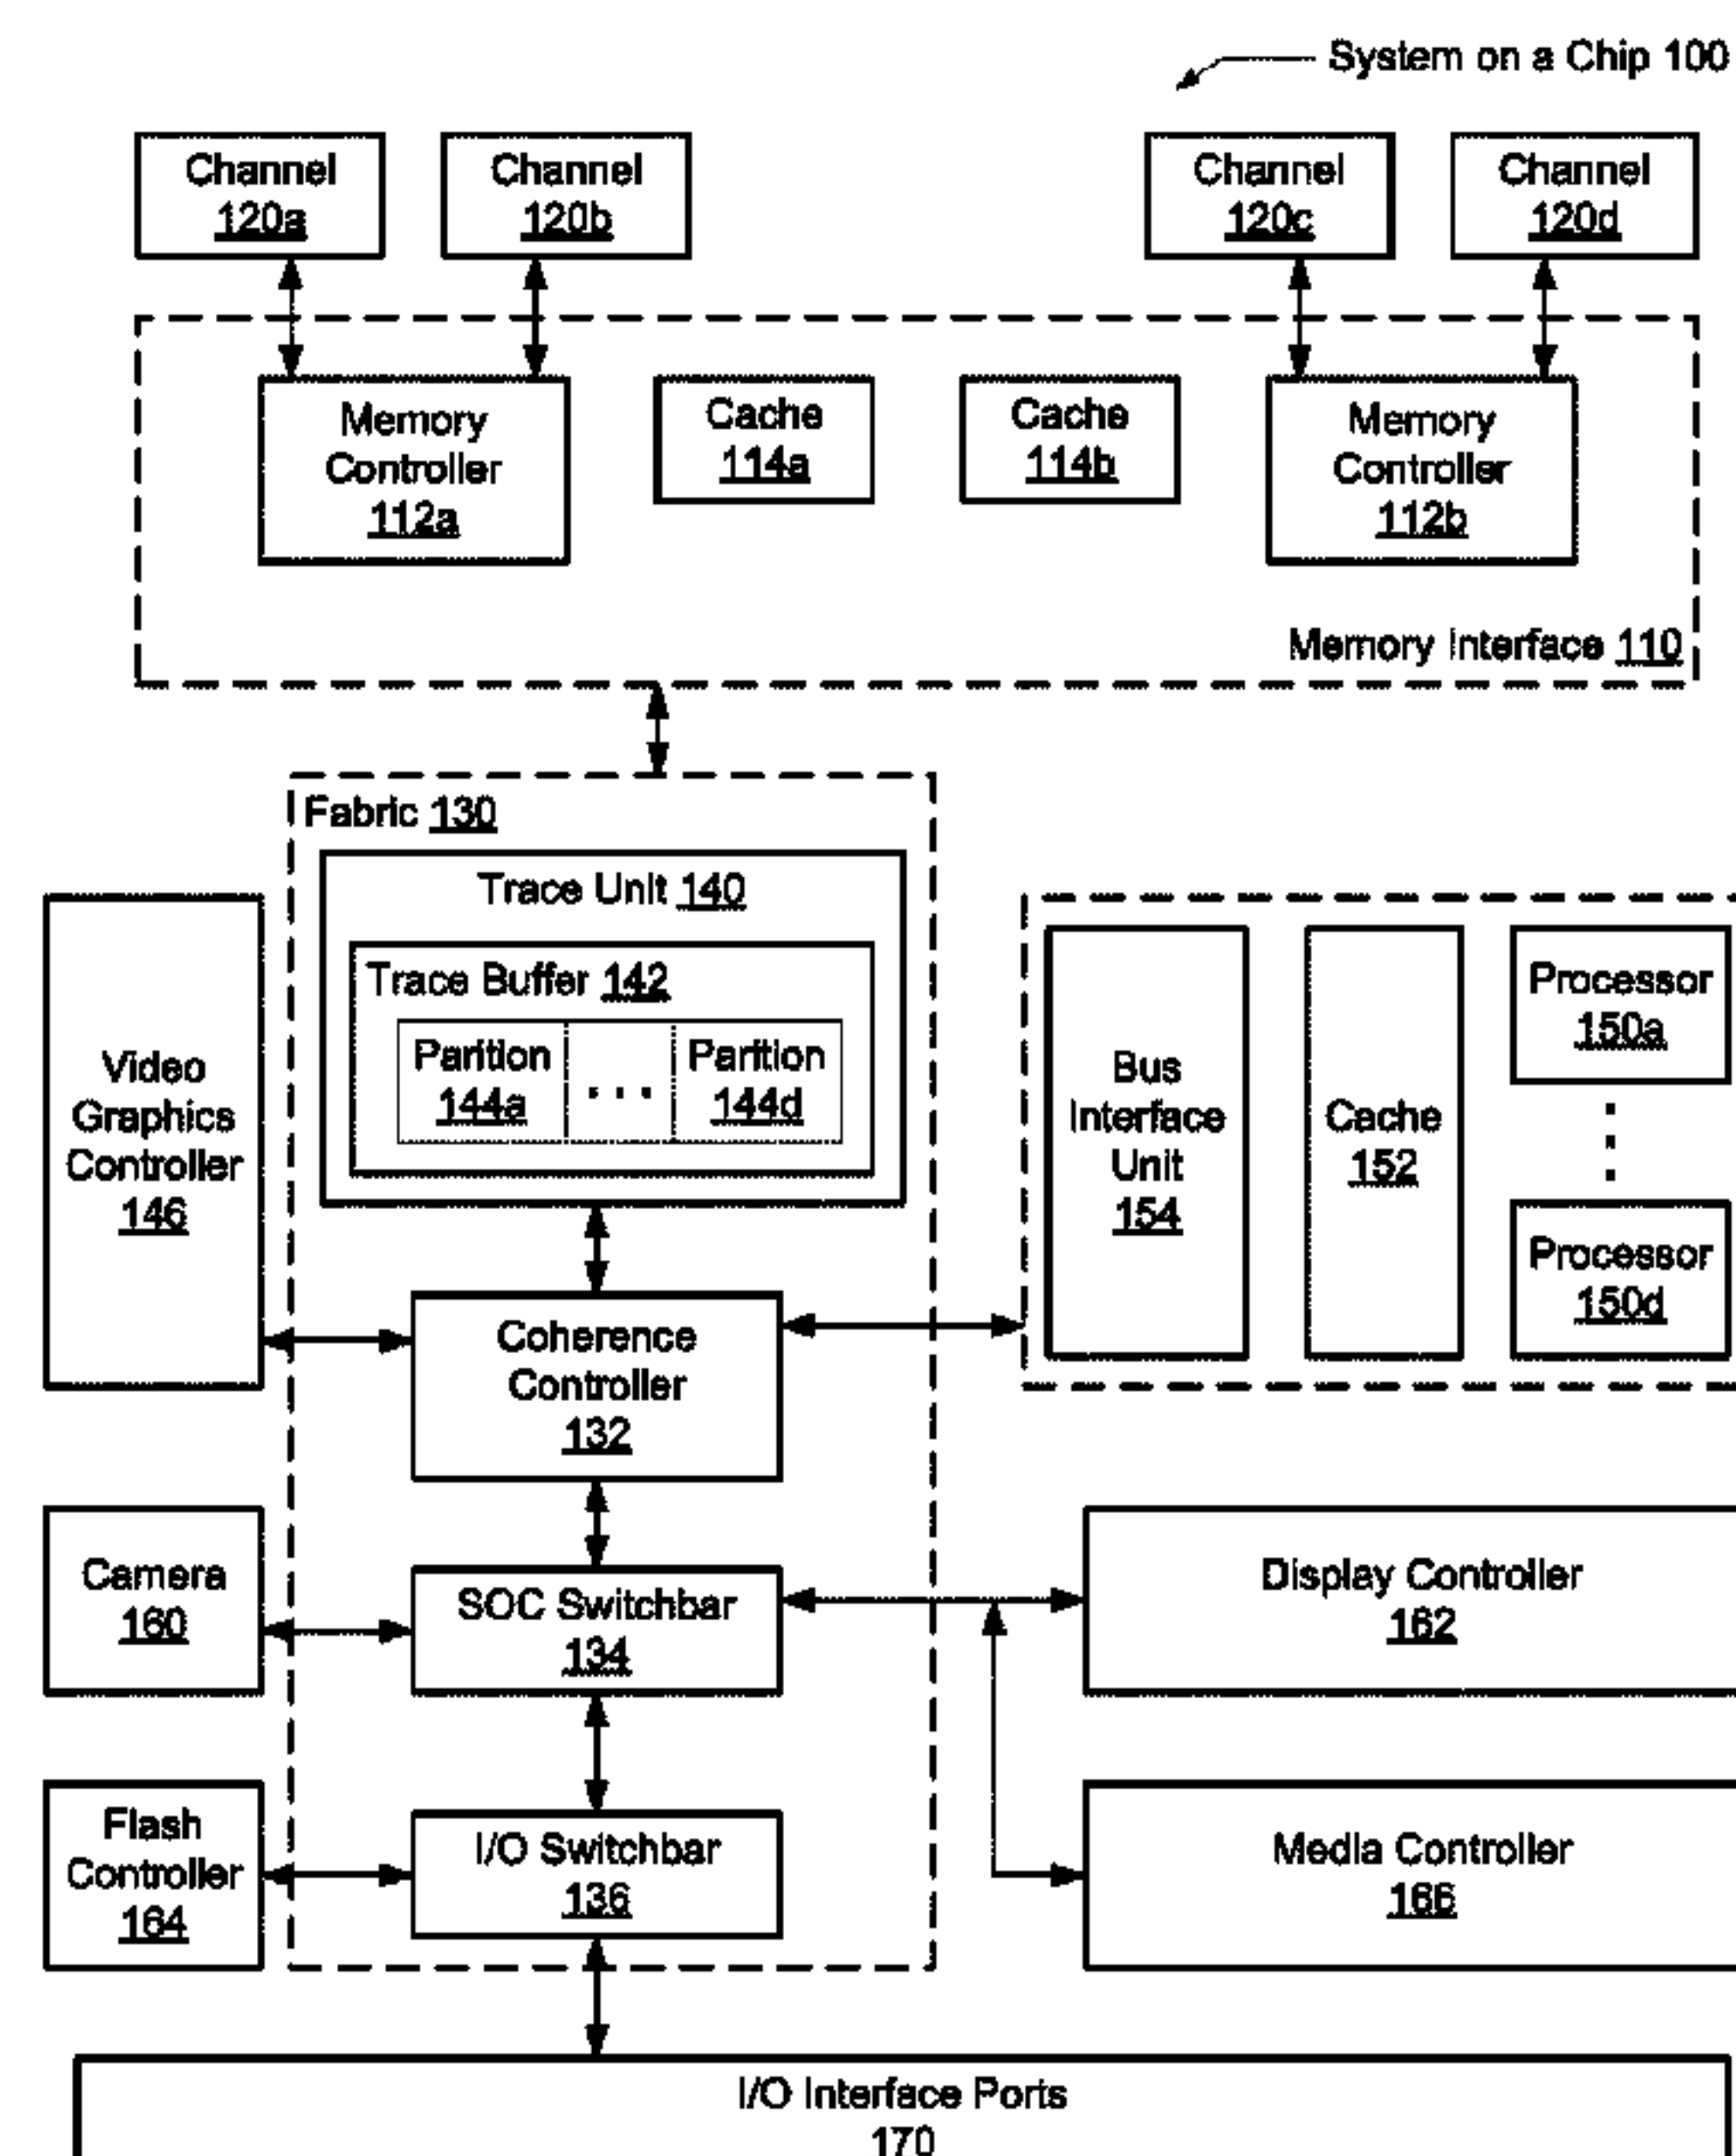 System on a Chip 100
Channel
120a
Channel
120b
Channel
120c
Channel
120d
Memory
Controller
112a
Cache
114a
Cache
114b
Memory
Controller
112b
Memory Interface 110
Fabric 130
Trace Unit 140
Trace Buffer 142
Parition
144a
. . .
Parition
144d
Video
Graphics
Controller
146
Bus
Interface
Unit
154
Cache
152
Processor
150a
Processor
150d
Coherence
Controller
132
Camera
160
SOC Switchbar
134
Display Controller
162
Flash
Controller
164
I/O Switchbar
136
Media Controller
166
I/O Interface Ports
170